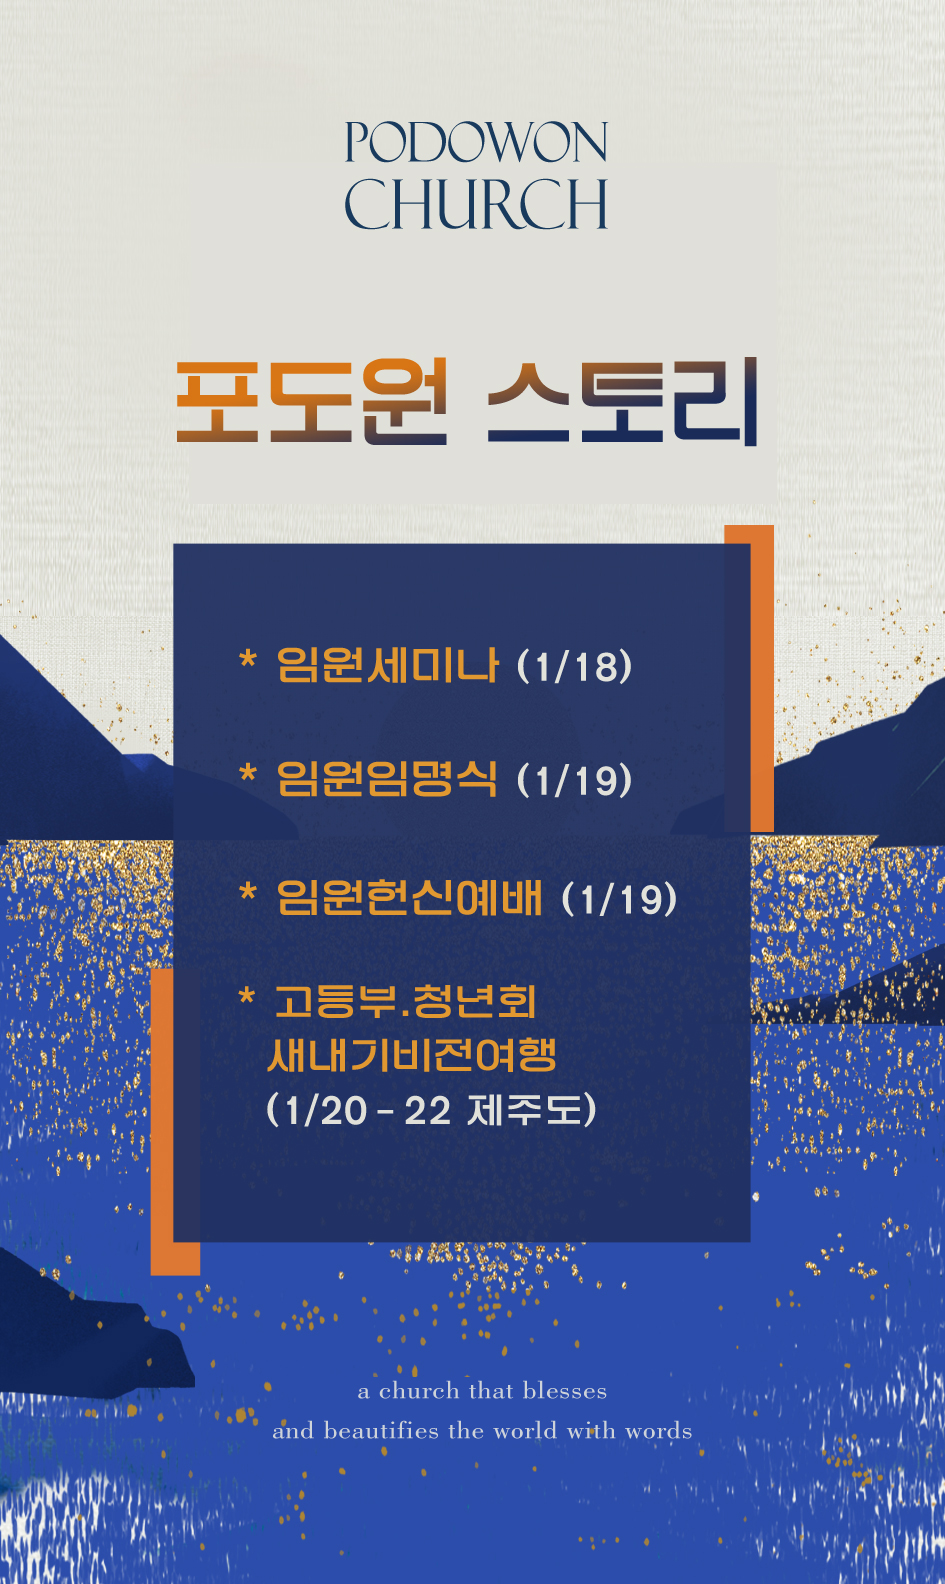 PODOWON
CHURCH
포도원 스토리
* 임원세미나 (1/18)
* 임원임명식 (1/19)
* 임원헌신예배 (1/19)
* 고등부.청년회
새내기비전여행
(1/20 - 22 제주도)
a church that blesses
and beautifies the world with words